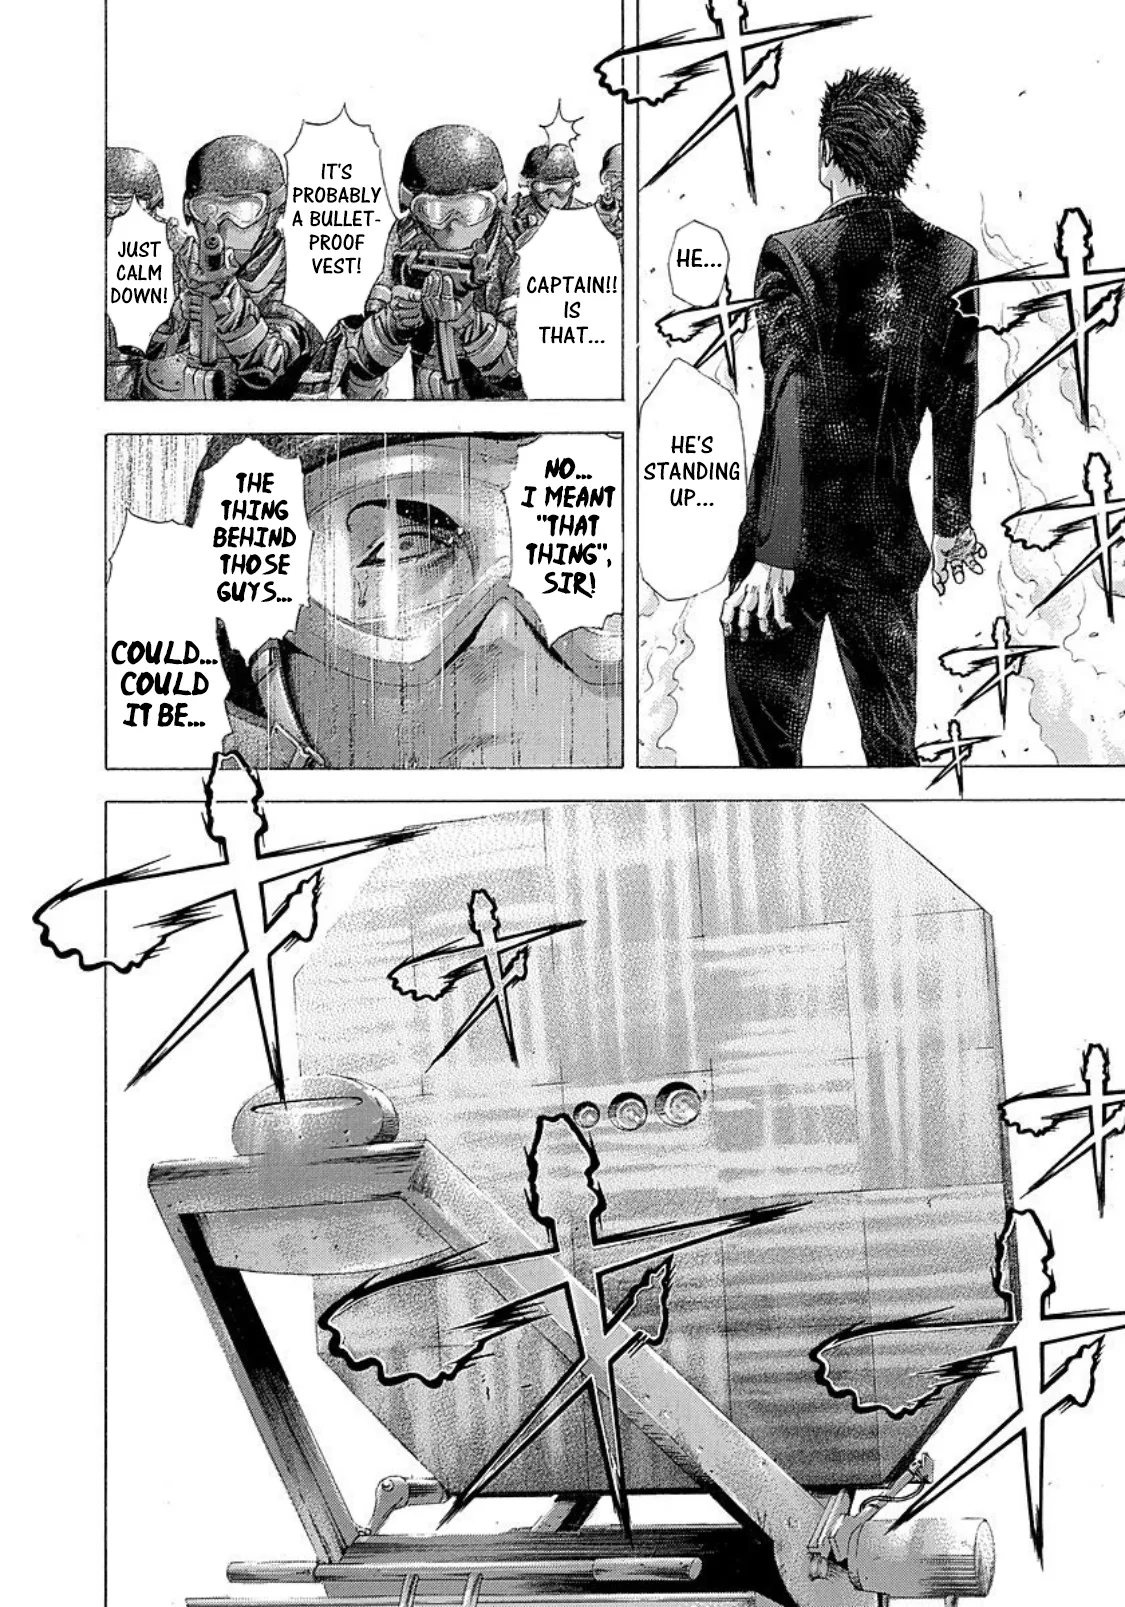 HE...
HE'S
STANDING
UP...
CAPTAIN!!
IS
THAT...
IT'S
PROBABLY
A BULLET-
PROOF
VEST!
JUST
CALM
DOWN!
NO...
I MEANT
"THAT
THING",
SIR!
THE
THING
BEHIND
THOSE
GUYS...
COULD...
COULD
IT BE...